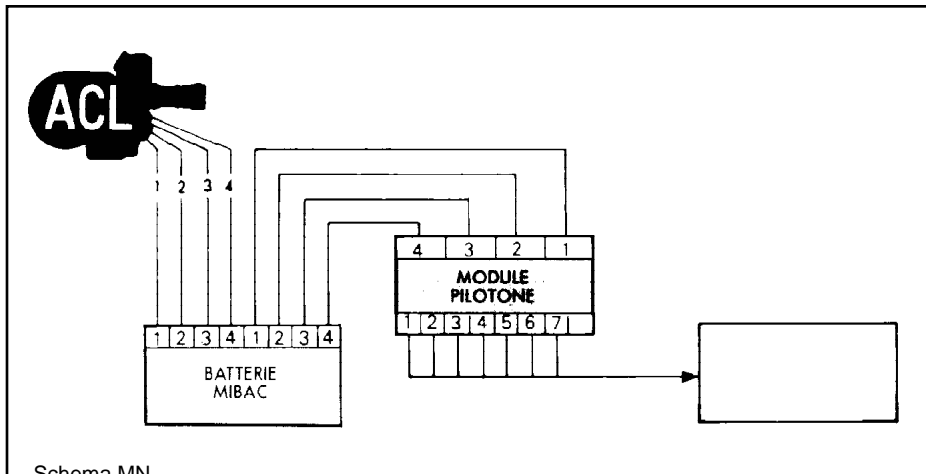 ACL
1 2 3 4
4 3 2 1
MODULE
PILOTONE
1 2 3 4 5 6 7
1 2 3 4 1 2 3 4
BATTERIE
MIBAC
Schema MN